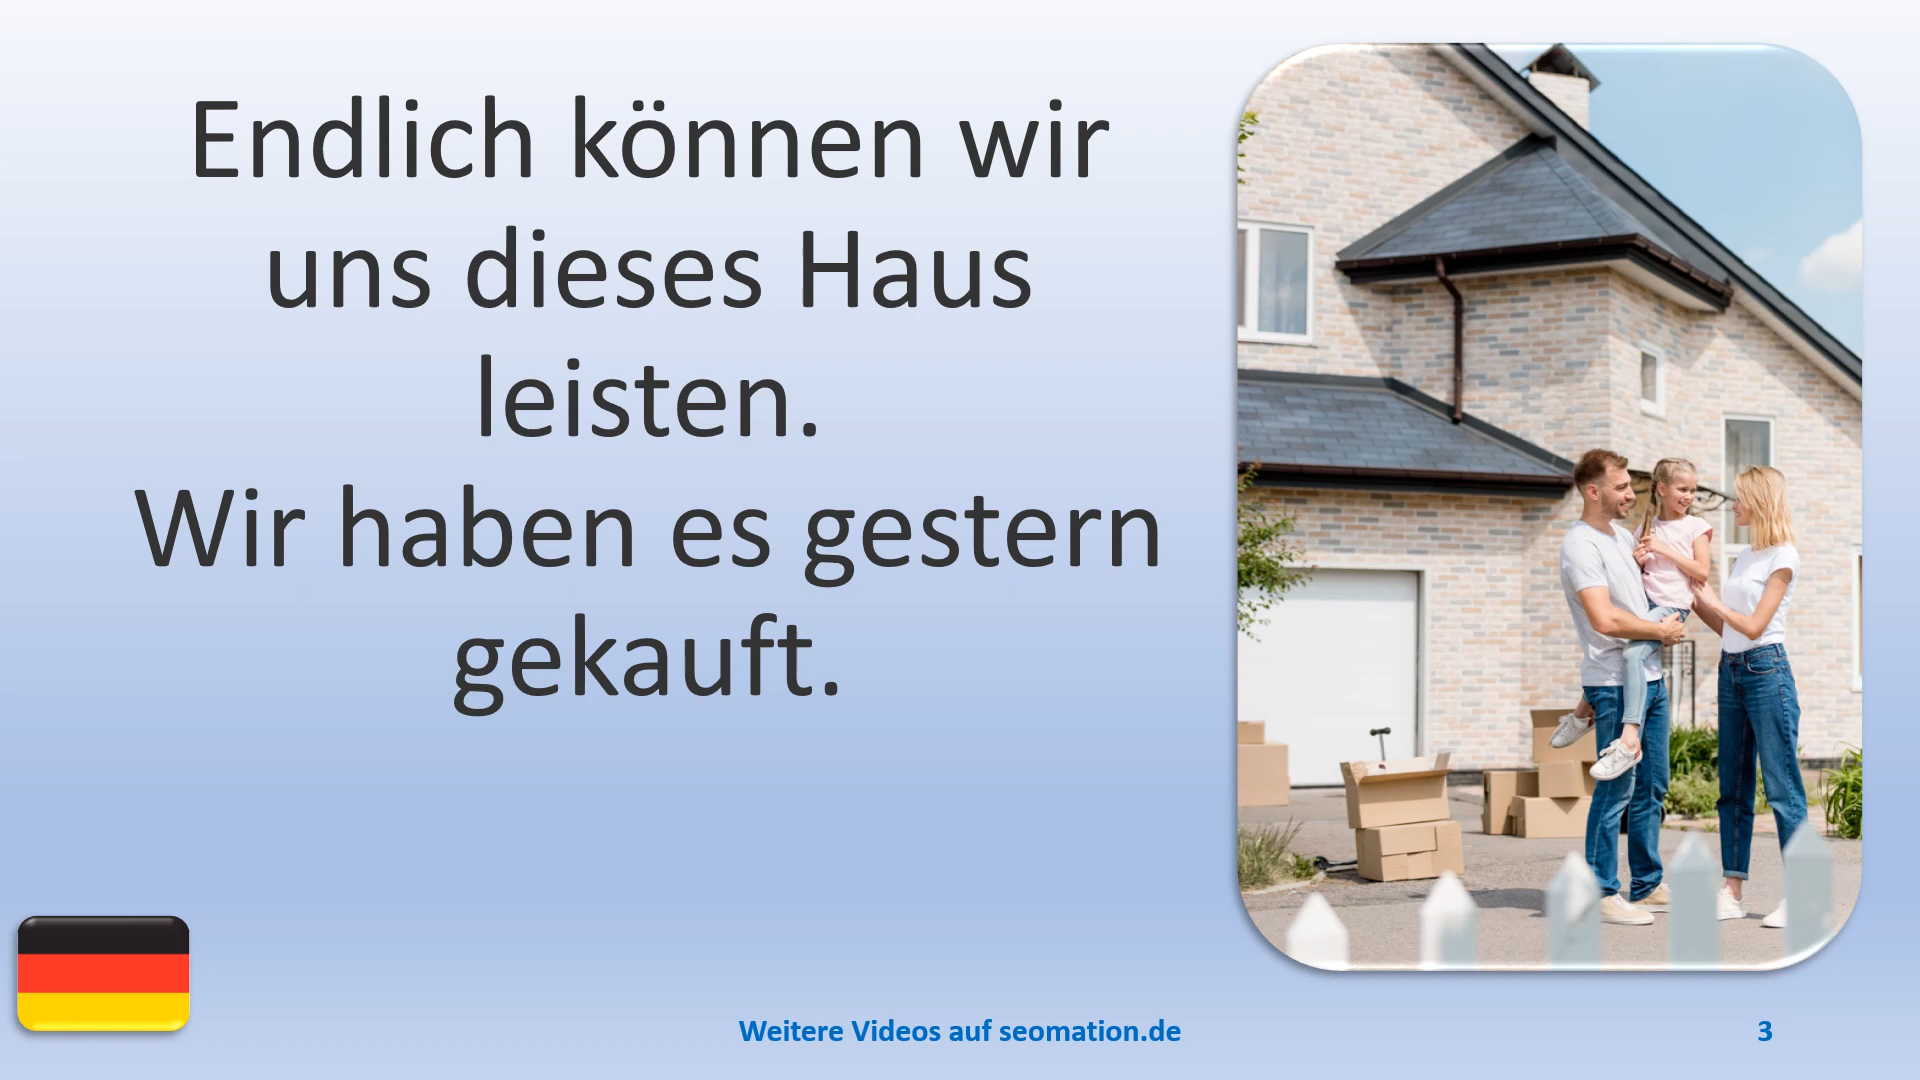 Endlich können wir
uns dieses Haus
leisten.
Wir haben es gestern
gekauft.
Weitere Videos auf seomation.de
3